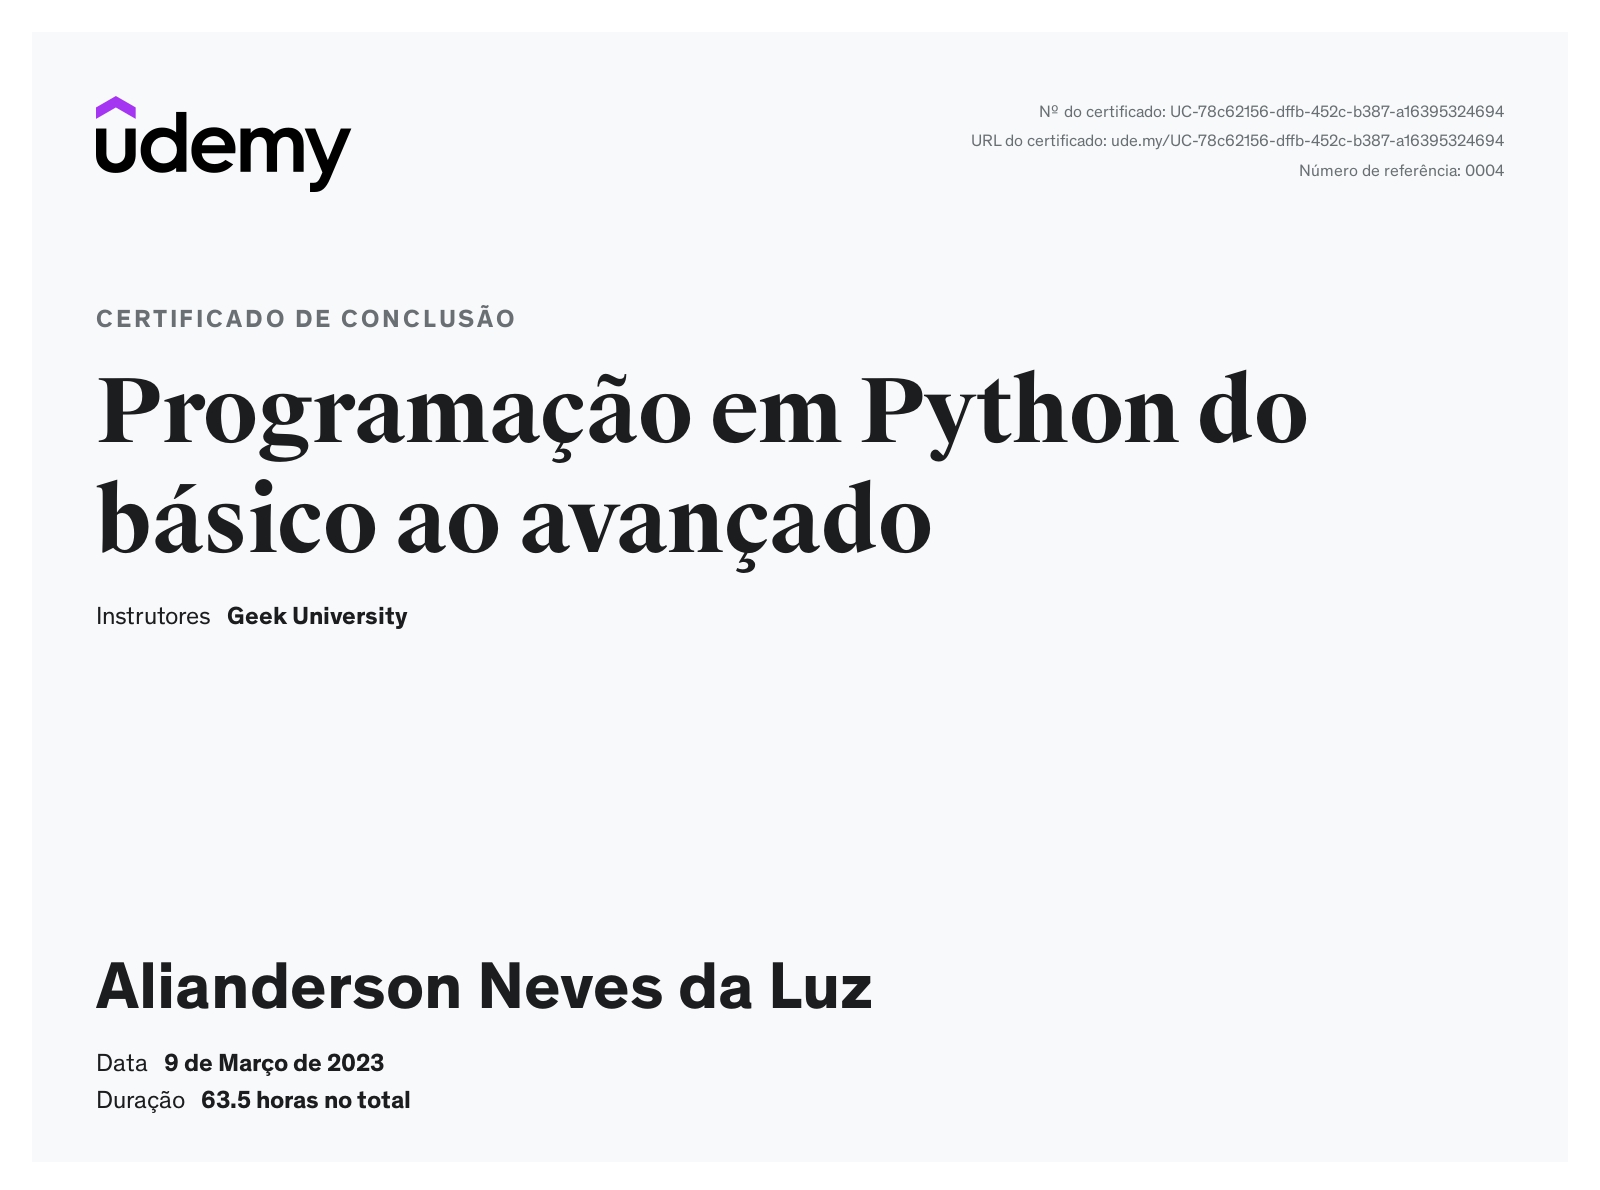 udemy
Nº do certificado: UC-78c62156-dffb-452c-b387-a16395324694
URL do certificado: ude.my/UC-78c62156-dffb-452c-b387-a16395324694
Número de referência: 0004
CERTIFICADO DE CONCLUSÃO
Programação em Python do
básico ao avançado
Instrutores Geek University
Alianderson Neves da Luz
Data 9 de Março de 2023
Duração 63.5 horas no total